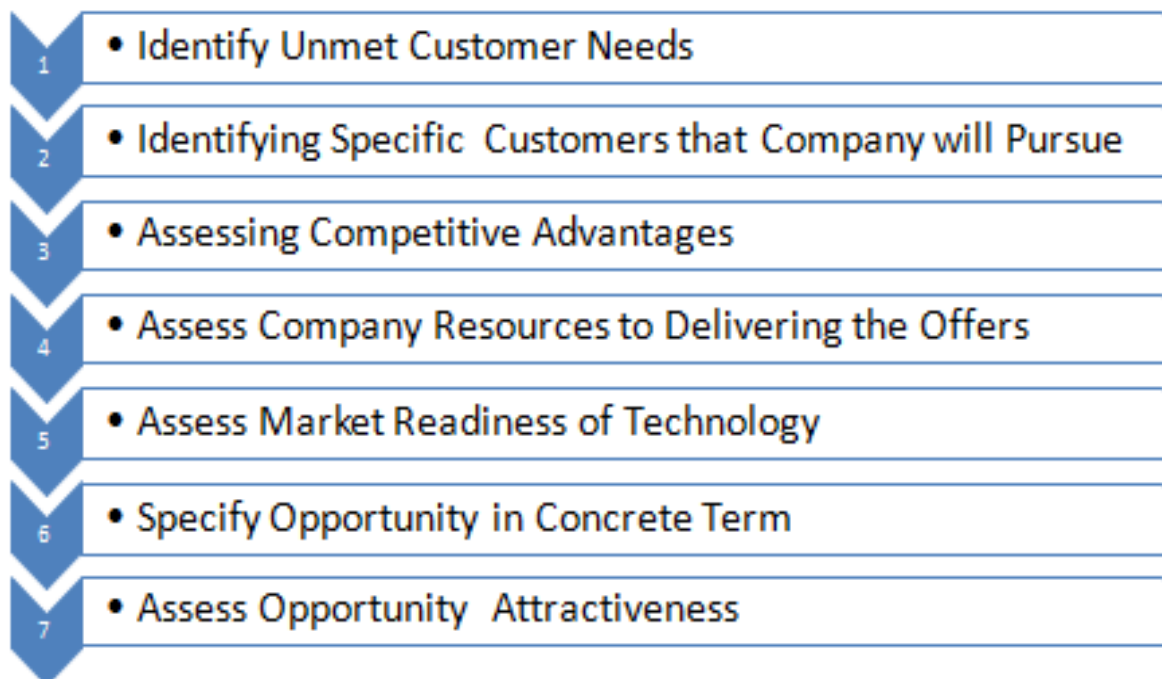 1 • Identify Unmet Customer Needs
2 • Identifying Specific Customers that Company will Pursue
3 • Assessing Competitive Advantages
4 • Assess Company Resources to Delivering the Offers
5 • Assess Market Readiness of Technology
6 • Specify Opportunity in Concrete Term
7 • Assess Opportunity Attractiveness